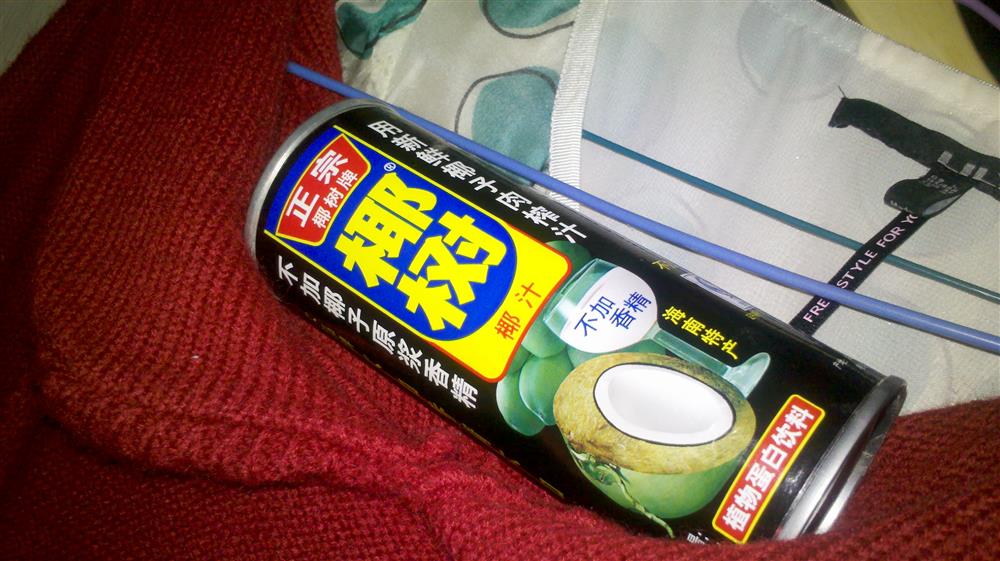 用新鲜椰子肉榨汁
正宗
椰树牌
椰树®
椰汁
不加椰子原浆香精
不加
香精
海南特产
植物蛋白饮料
FREE STYLE FOR YO